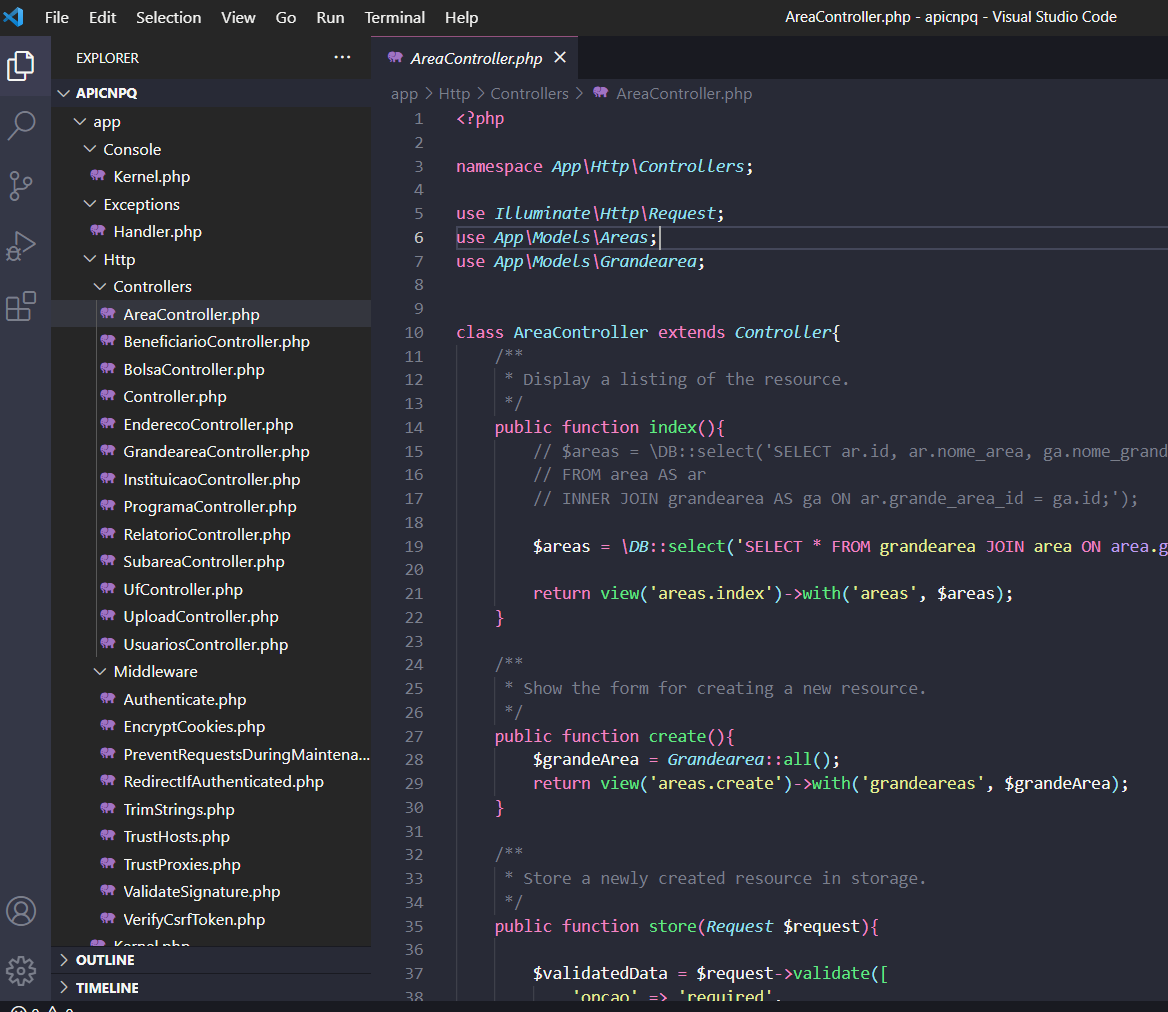 File Edit Selection View Go Run Terminal Help
AreaController.php - apicnpq - Visual Studio Code
EXPLORER
APICNPQ
app
Console
Kernel.php
Exceptions
Handler.php
Http
Controllers
AreaController.php
BeneficiarioController.php
BolsaController.php
Controller.php
EnderecoController.php
GrandeareaController.php
InstituicaoController.php
ProgramaController.php
RelatorioController.php
SubareaController.php
UfController.php
UploadController.php
UsuariosController.php
Middleware
Authenticate.php
EncryptCookies.php
PreventRequestsDuringMaintena...
RedirectIfAuthenticated.php
TrimStrings.php
TrustHosts.php
TrustProxies.php
ValidateSignature.php
VerifyCsrfToken.php
Kernel.php
OUTLINE
TIMELINE
AreaController.php
app > Http > Controllers > AreaController.php
1 <?php
2
3 namespace App\Http\Controllers;
4
5 use Illuminate\Http\Request;
6 use App\Models\Areas;
7 use App\Models\Grandearea;
8
9
10 class AreaController extends Controller{
11 /**
12 * Display a listing of the resource.
13 */
14 public function index(){
15 // $areas = \DB::select('SELECT ar.id, ar.nome_area, ga.nome_grand
16 // FROM area AS ar
17 // INNER JOIN grandearea AS ga ON ar.grande_area_id = ga.id;');
18
19 $areas = \DB::select('SELECT * FROM grandearea JOIN area ON area.g
20
21 return view('areas.index')->with('areas', $areas);
22 }
23
24 /**
25 * Show the form for creating a new resource.
26 */
27 public function create(){
28 $grandeArea = Grandearea::all();
29 return view('areas.create')->with('grandeareas', $grandeArea);
30 }
31
32 /**
33 * Store a newly created resource in storage.
34 */
35 public function store(Request $request){
36
37 $validatedData = $request->validate([
38 'opcao' => 'required',